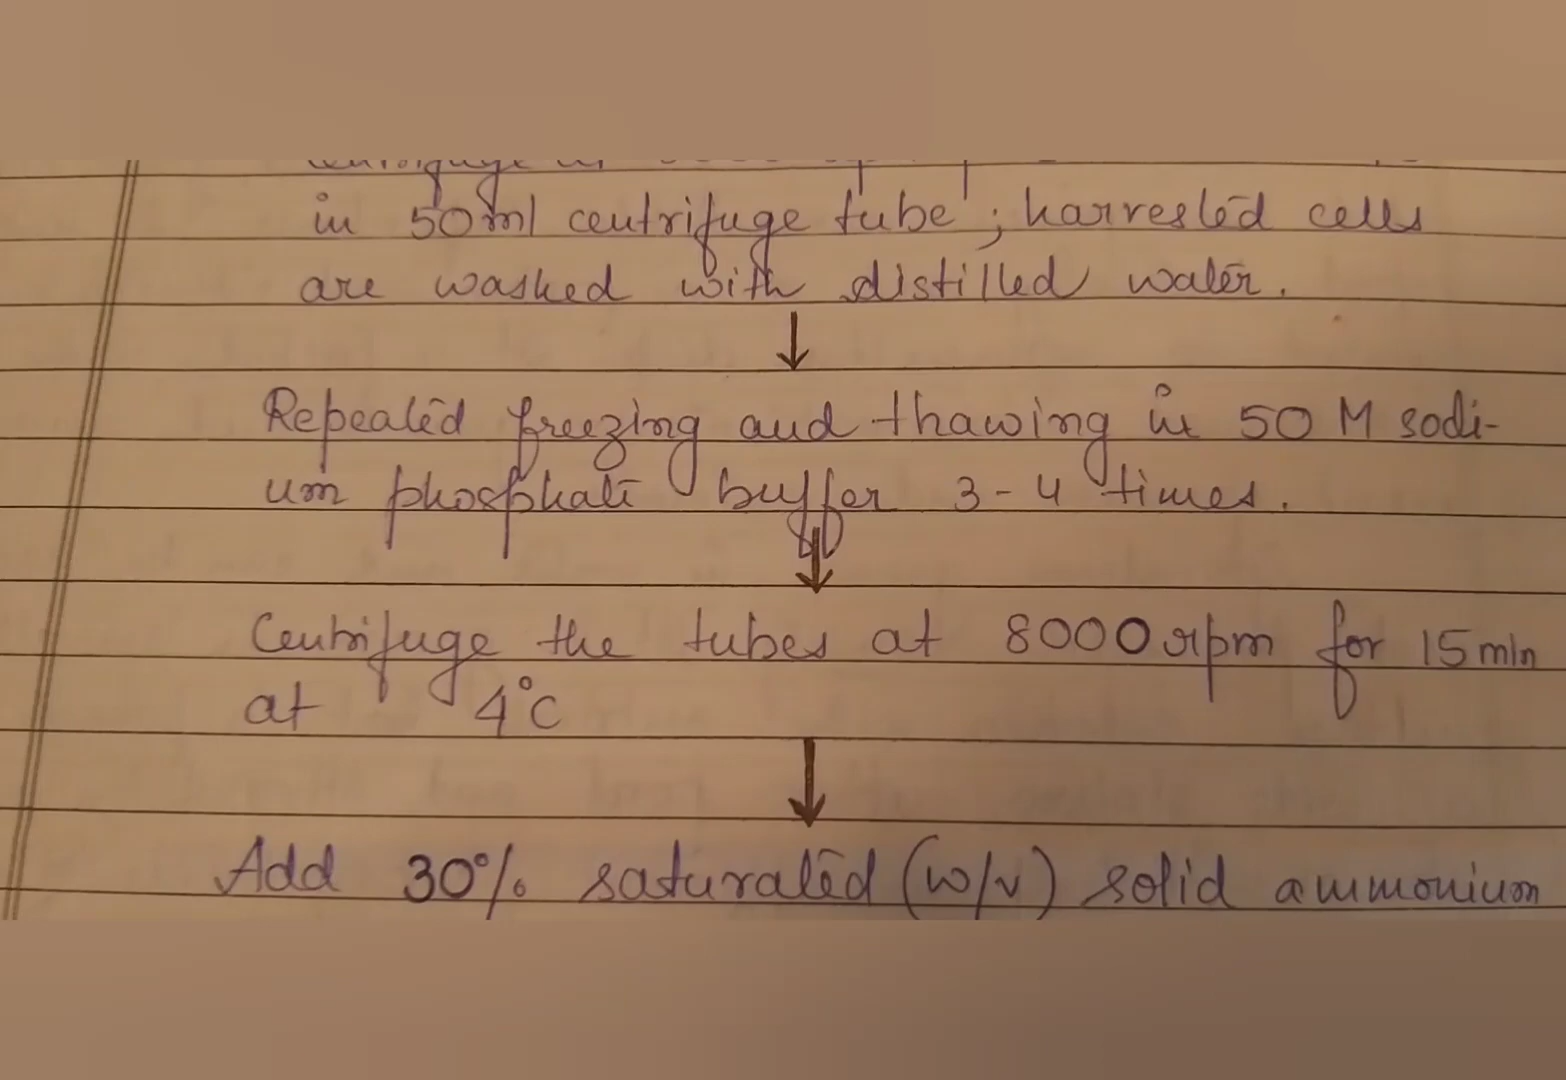 in 50ml centrifuge tube ; harvested cells
are washed with distilled water.
↓
Repeated freezing and thawing in 50 M sodi-
um phosphate buffer 3-4 times.
↓
Centrifuge the tubes at 8000 rpm for 15 min
at 4°C
↓
Add 30% saturated (w/v) solid ammonium